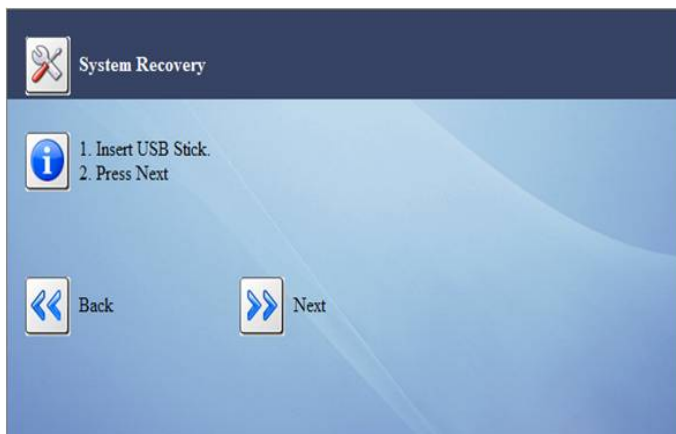 System Recovery
1. Insert USB Stick.
2. Press Next
Back
Next